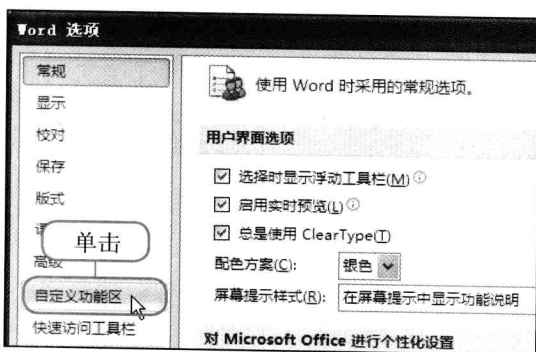 Word 选项
常规
显示
校对
保存
版式
单击
高级
自定义功能区
快速访问工具栏
使用 Word 时采用的常规选项。
用户界面选项
选择时显示浮动工具栏(M)
启用实时预览(L)
总是使用 ClearType(T)
配色方案(C): 银色
屏幕提示样式(R): 在屏幕提示中显示功能说明
对 Microsoft Office 进行个性化设置